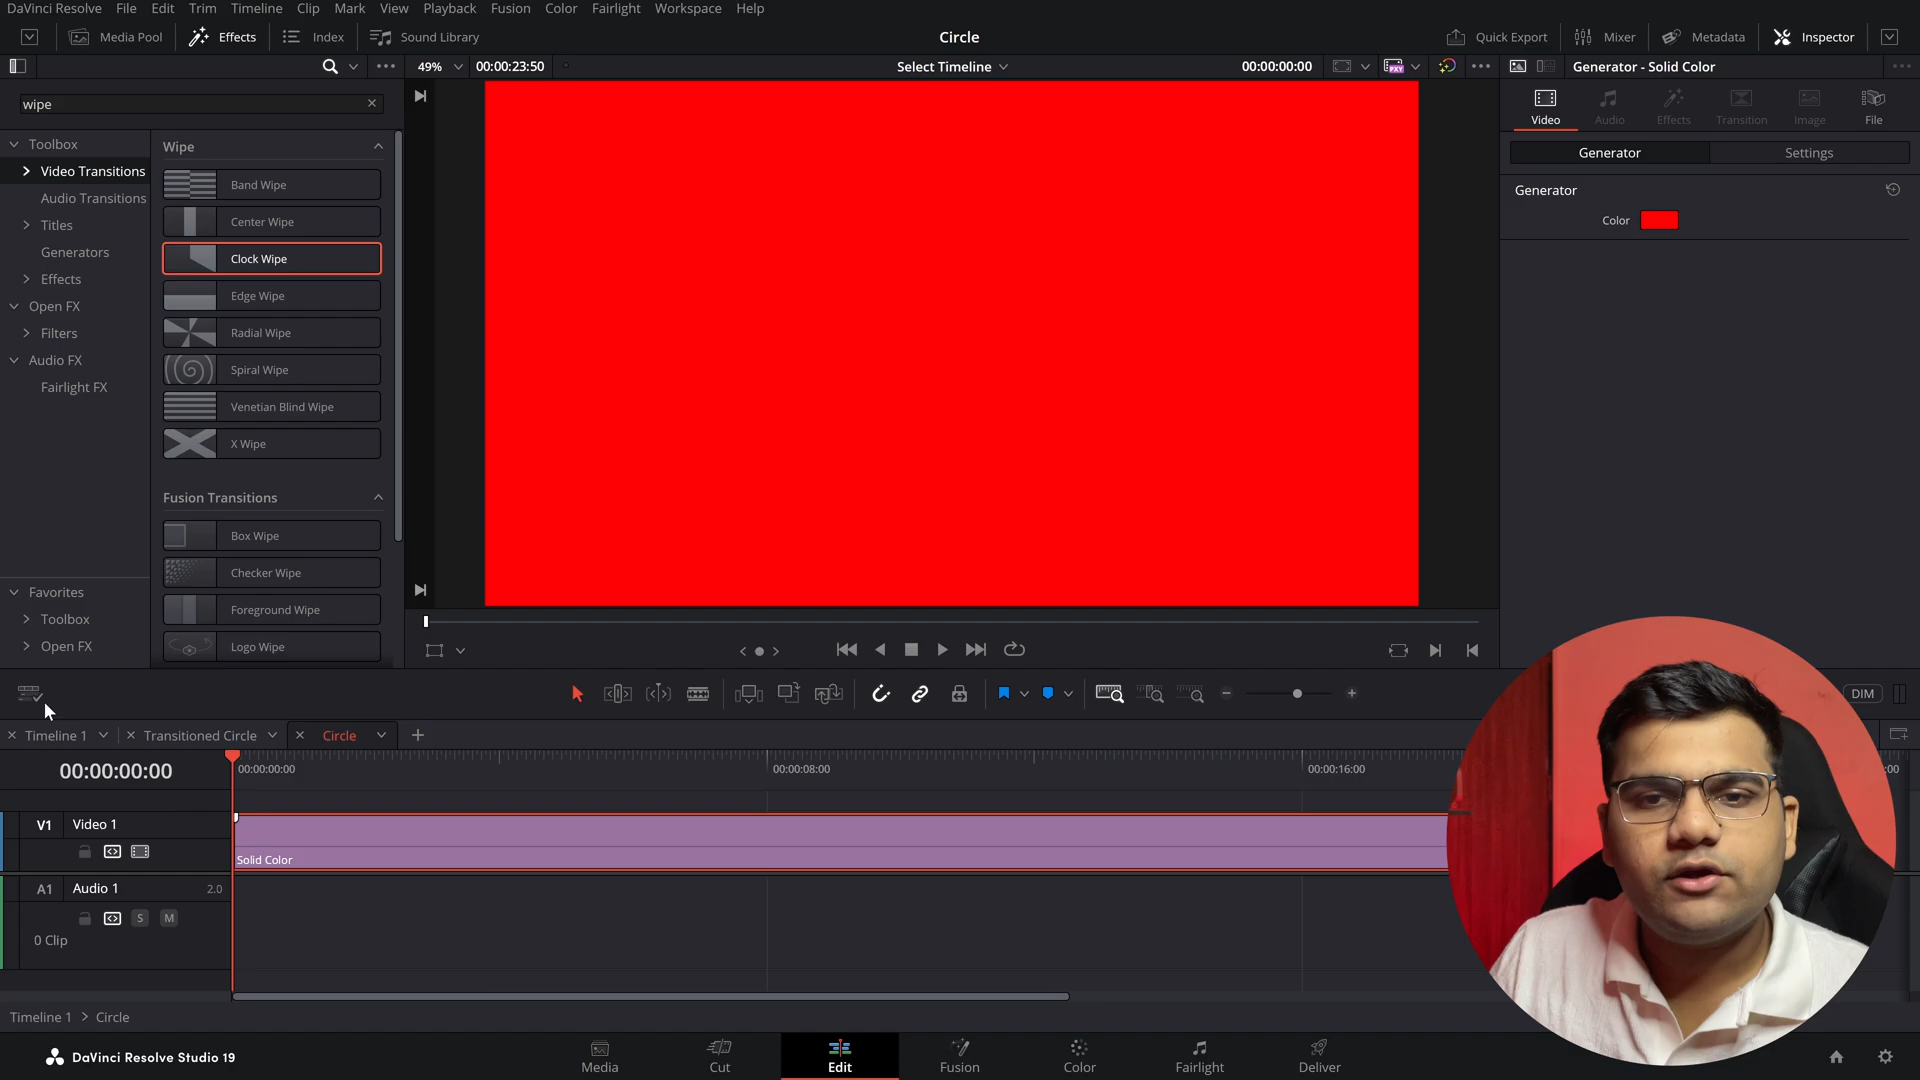 DaVinci Resolve File Edit Trim Timeline Clip Mark View Playback Fusion Color Fairlight Workspace Help
Media Pool Effects Index Sound Library Circle Quick Export Mixer Metadata Inspector
49% 00:00:23:50 Select Timeline 00:00:00:00 PXY Generator - Solid Color
wipe
Video Audio Effects Transition Image File
Generator Settings
Generator
Color
Toolbox
Video Transitions
Audio Transitions
Titles
Generators
Effects
Open FX
Filters
Audio FX
Fairlight FX
Favorites
Toolbox
Open FX
Wipe
Band Wipe
Center Wipe
Clock Wipe
Edge Wipe
Radial Wipe
Spiral Wipe
Venetian Blind Wipe
X Wipe
Fusion Transitions
Box Wipe
Checker Wipe
Foreground Wipe
Logo Wipe
DIM
Timeline 1 Transitioned Circle Circle
00:00:00:00 00:00:00:00 00:00:08:00 00:00:16:00 :00
V1 Video 1
Solid Color
A1 Audio 1 2.0
S M
0 Clip
Timeline 1 > Circle
DaVinci Resolve Studio 19
Media Cut Edit Fusion Color Fairlight Deliver